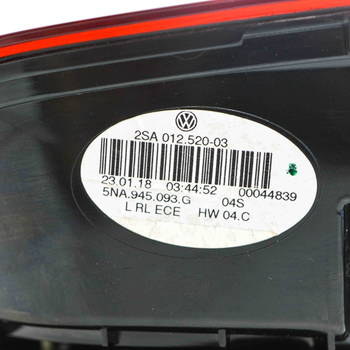 2SA 012.520-03
23.01.18 03:44:52 00044839
5NA.945.093.G 04S
L RL ECE HW 04.C